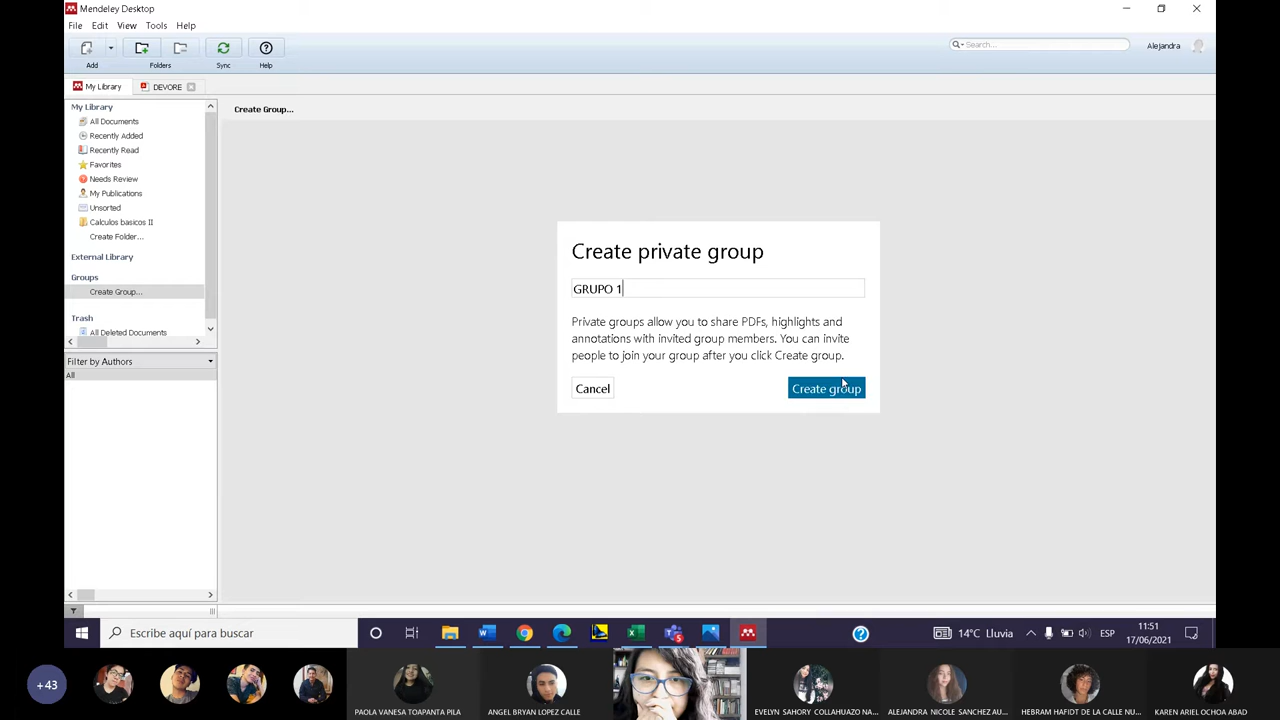 Mendeley Desktop
File Edit View Tools Help
Search...
Alejandra
Add Folders Sync Help
My Library DEVORE
My Library
All Documents
Recently Added
Recently Read
Favorites
Needs Review
My Publications
Unsorted
Calculos basicos II
Create Folder...
External Library
Groups
Create Group...
Trash
All Deleted Documents
Filter by Authors
All
Create Group...
Create private group
GRUPO 1
Private groups allow you to share PDFs, highlights and
annotations with invited group members. You can invite
people to join your group after you click Create group.
Cancel Create group
Escribe aquí para buscar
14°C Lluvia
ESP
11:51
17/06/2021
+43
PAOLA VANESA TOAPANTA PILA
ANGEL BRYAN LOPEZ CALLE
EVELYN SAHORY COLLAHUAZO NA...
ALEJANDRA NICOLE SANCHEZ AU...
HEBRAM HAFIDT DE LA CALLE NU...
KAREN ARIEL OCHOA ABAD